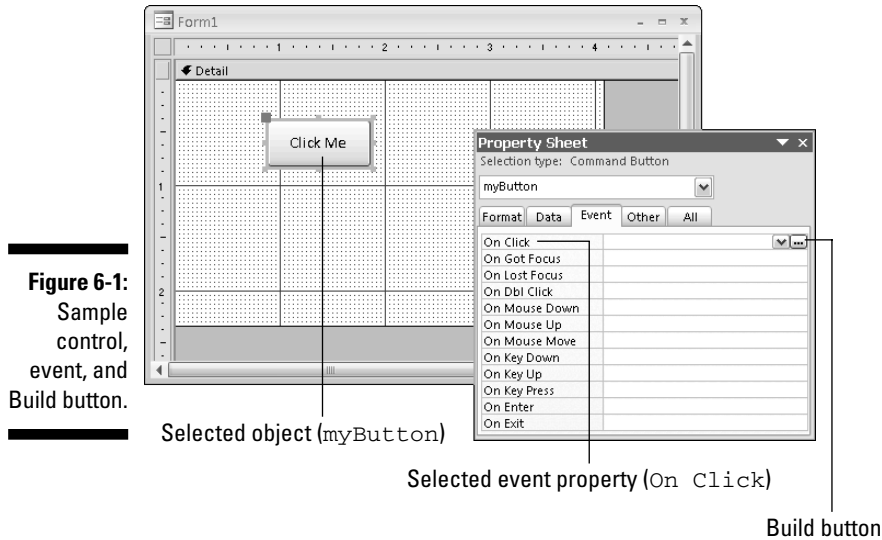 Form1
1 2 3 4
Detail
Click Me
1
2
Property Sheet
Selection type: Command Button
myButton
Format Data Event Other All
On Click
On Got Focus
On Lost Focus
On Dbl Click
On Mouse Down
On Mouse Up
On Mouse Move
On Key Down
On Key Up
On Key Press
On Enter
On Exit
Figure 6-1:
Sample
control,
event, and
Build button.
Selected object (myButton)
Selected event property (On Click)
Build button